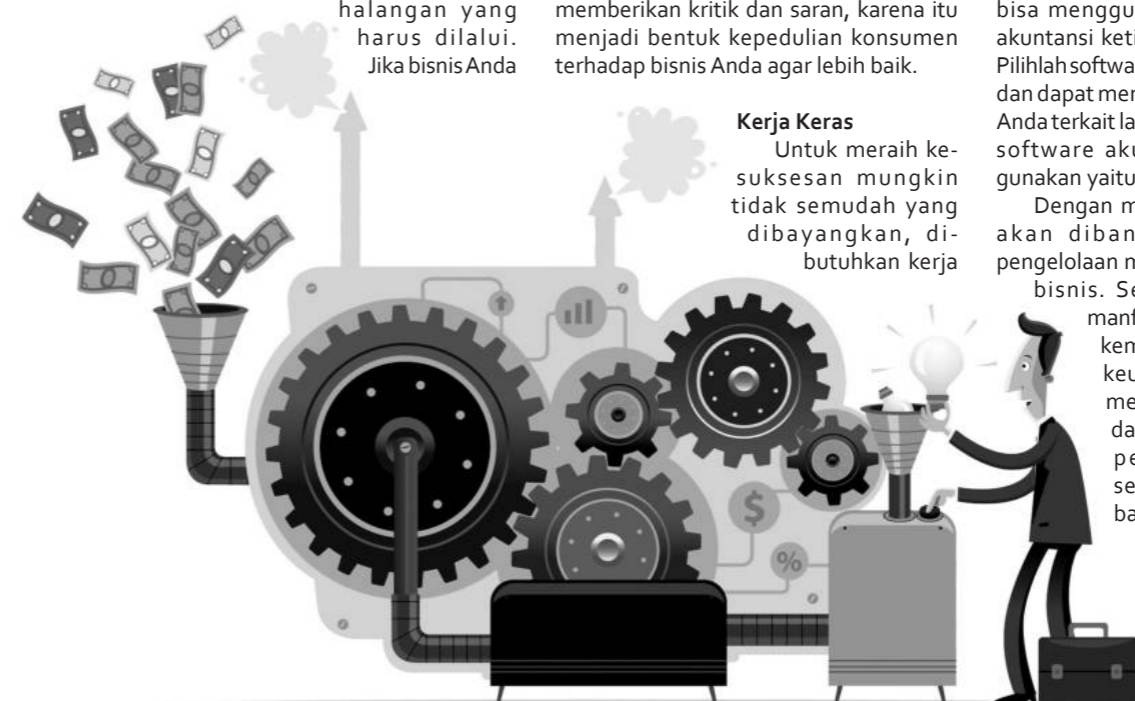 halangan yang
harus dilalui.
Jika bisnis Anda
memberikan kritik dan saran, karena itu
menjadi bentuk kepedulian konsumen
terhadap bisnis Anda agar lebih baik.
Kerja Keras
Untuk meraih ke-
suksesan mungkin
tidak semudah yang
dibayangkan, di-
butuhkan kerja
bisa menggu
akuntansi keti
Pilihlah softwa
dan dapat mer
Anda terkait la
software aku
gunakan yaitu
Dengan m
akan diban
pengelolaan m
bisnis. Se
manf
kem
keu
me
da
pe
se
ba
$
%